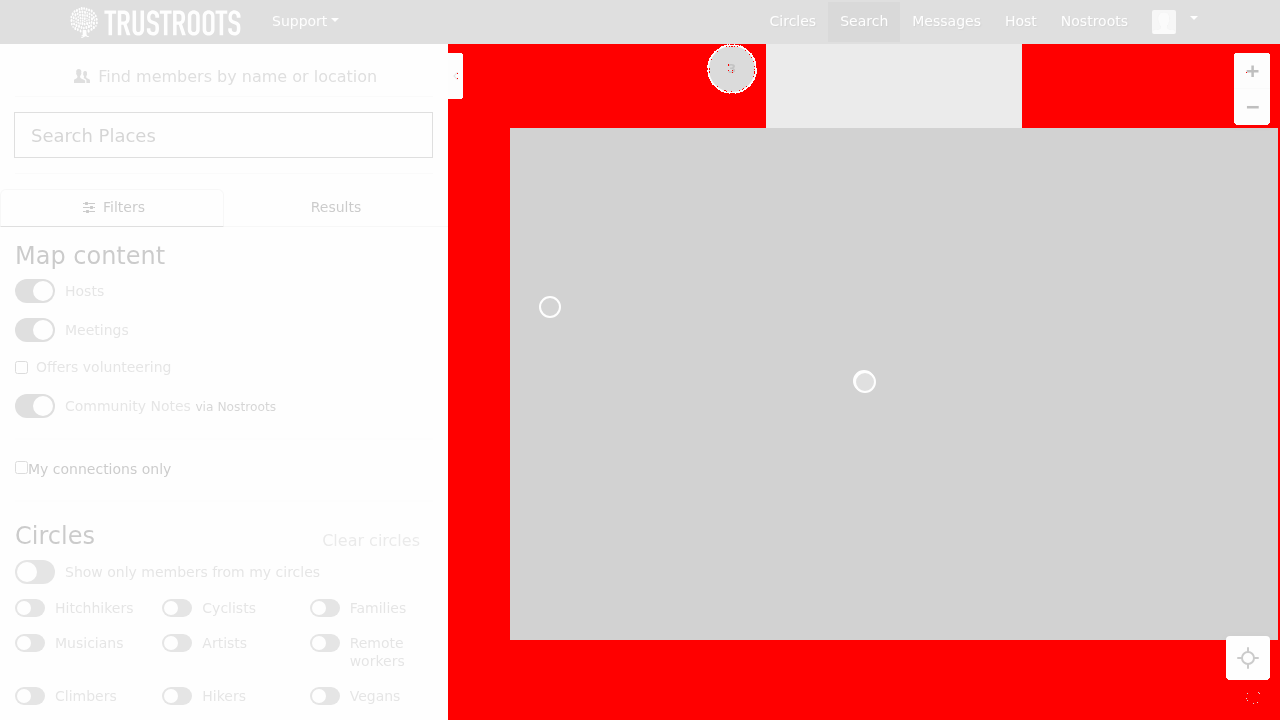 TRUSTROOTS Support Circles Search Messages Host Nostroots
Find members by name or location
Search Places
Filters Results
Map content
Hosts
Meetings
Offers volunteering
Community Notes via Nostroots
My connections only
Circles Clear circles
Show only members from my circles
Hitchhikers Cyclists Families
Musicians Artists Remote workers
Climbers Hikers Vegans